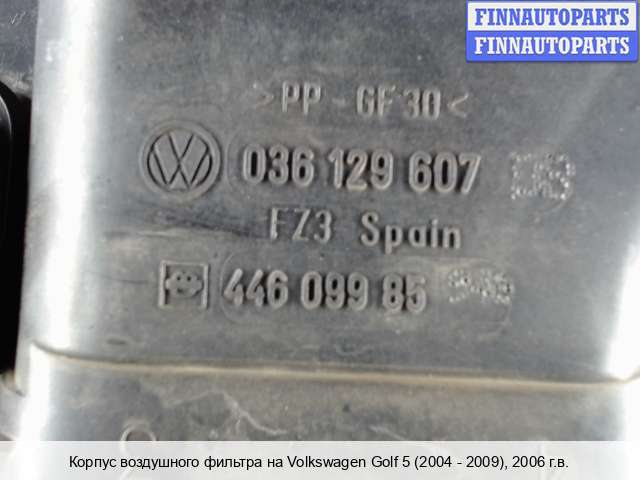 FINNAUTOPARTS
FINNAUTOPARTS
>PP-GF30<
036 129 607
FZ3 Spain
446 099 85
Корпус воздушного фильтра на Volkswagen Golf 5 (2004 - 2009), 2006 г.в.